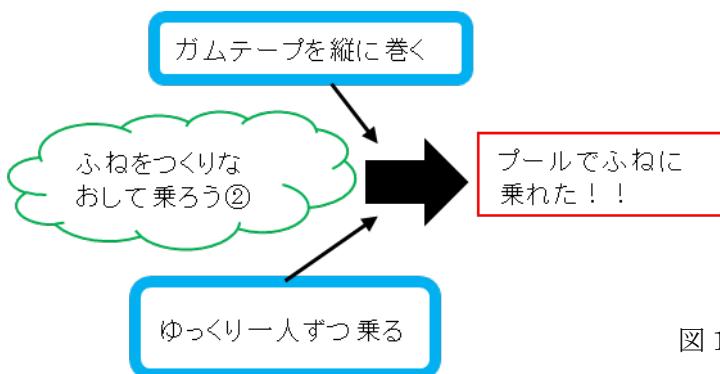 ガムテープを縦に巻く
ふねをつくりな
おして乗ろう②
プールでふねに
乗れた！！
ゆっくり一人ずつ乗る
図1